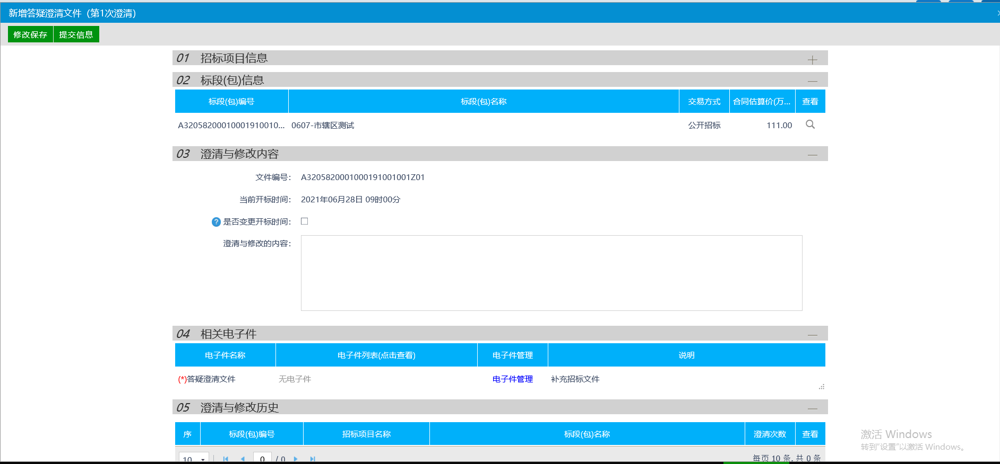 新增答疑澄清文件（第1次澄清）
修改保存 提交信息
01 招标项目信息
02 标段(包)信息
标段(包)编号 标段(包)名称 交易方式 合同估算价(万... 查看
A32058200010001910010... 0607-市辖区测试 公开招标 111.00
03 澄清与修改内容
文件编号： A3205820001000191001001Z01
当前开标时间： 2021年06月28日 09时00分
? 是否变更开标时间：
澄清与修改的内容：
04 相关电子件
电子件名称 电子件列表(点击查看) 电子件管理 说明
(*)答疑澄清文件 无电子件 电子件管理 补充招标文件
05 澄清与修改历史
序 标段(包)编号 招标项目名称 标段(包)名称 澄清次数 查看
10 0 / 0 每页 10 条, 共 0 条
激活 Windows
转到"设置"以激活 Windows。